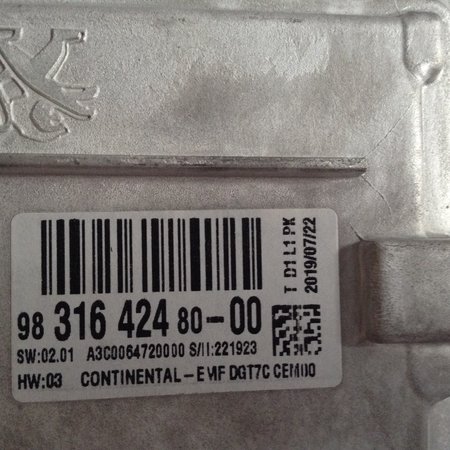 98 316 424 80-00
SW:02.01 A3C0064720000 S/N:221923
HW:03 CONTINENTAL-EMF DGT7C CEM00
T D1 L1 PK
2019/07/22